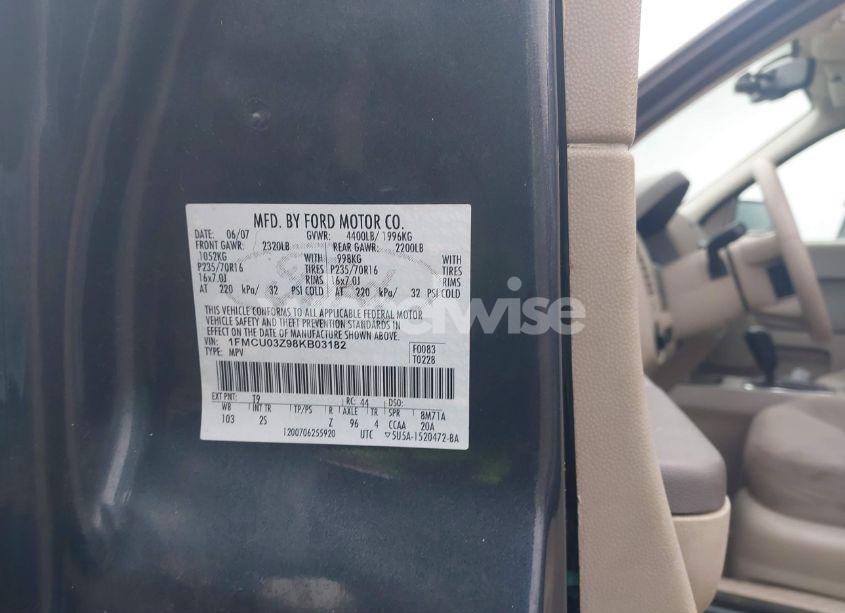 MFD. BY FORD MOTOR CO.
DATE: 06/07 GVWR: 4400LB/ 1996KG
FRONT GAWR: 2320LB REAR GAWR: 2200LB
1052KG WITH 998KG WITH
P235/70R16 TIRES P235/70R16 TIRES
16x7.0J RIMS 16x7.0J RIMS
AT 220 kPa/ 32 PSI COLD AT 220 kPa/ 32 PSI COLD
THIS VEHICLE CONFORMS TO ALL APPLICABLE FEDERAL MOTOR
VEHICLE SAFETY AND THEFT PREVENTION STANDARDS
IN EFFECT ON THE DATE OF MANUFACTURE SHOWN ABOVE.
VIN: 1FMCU03Z98KB03182 F0083
TYPE: MPV T0228
EXT PNT: T9 RC: 44 DSO:
WB INT TR TP/PS R AXLE TR SPR 8M71A
103 2S Z 96 4 CCAA 20A
1200706255920 UTC ▽5U5A-1520472-BA